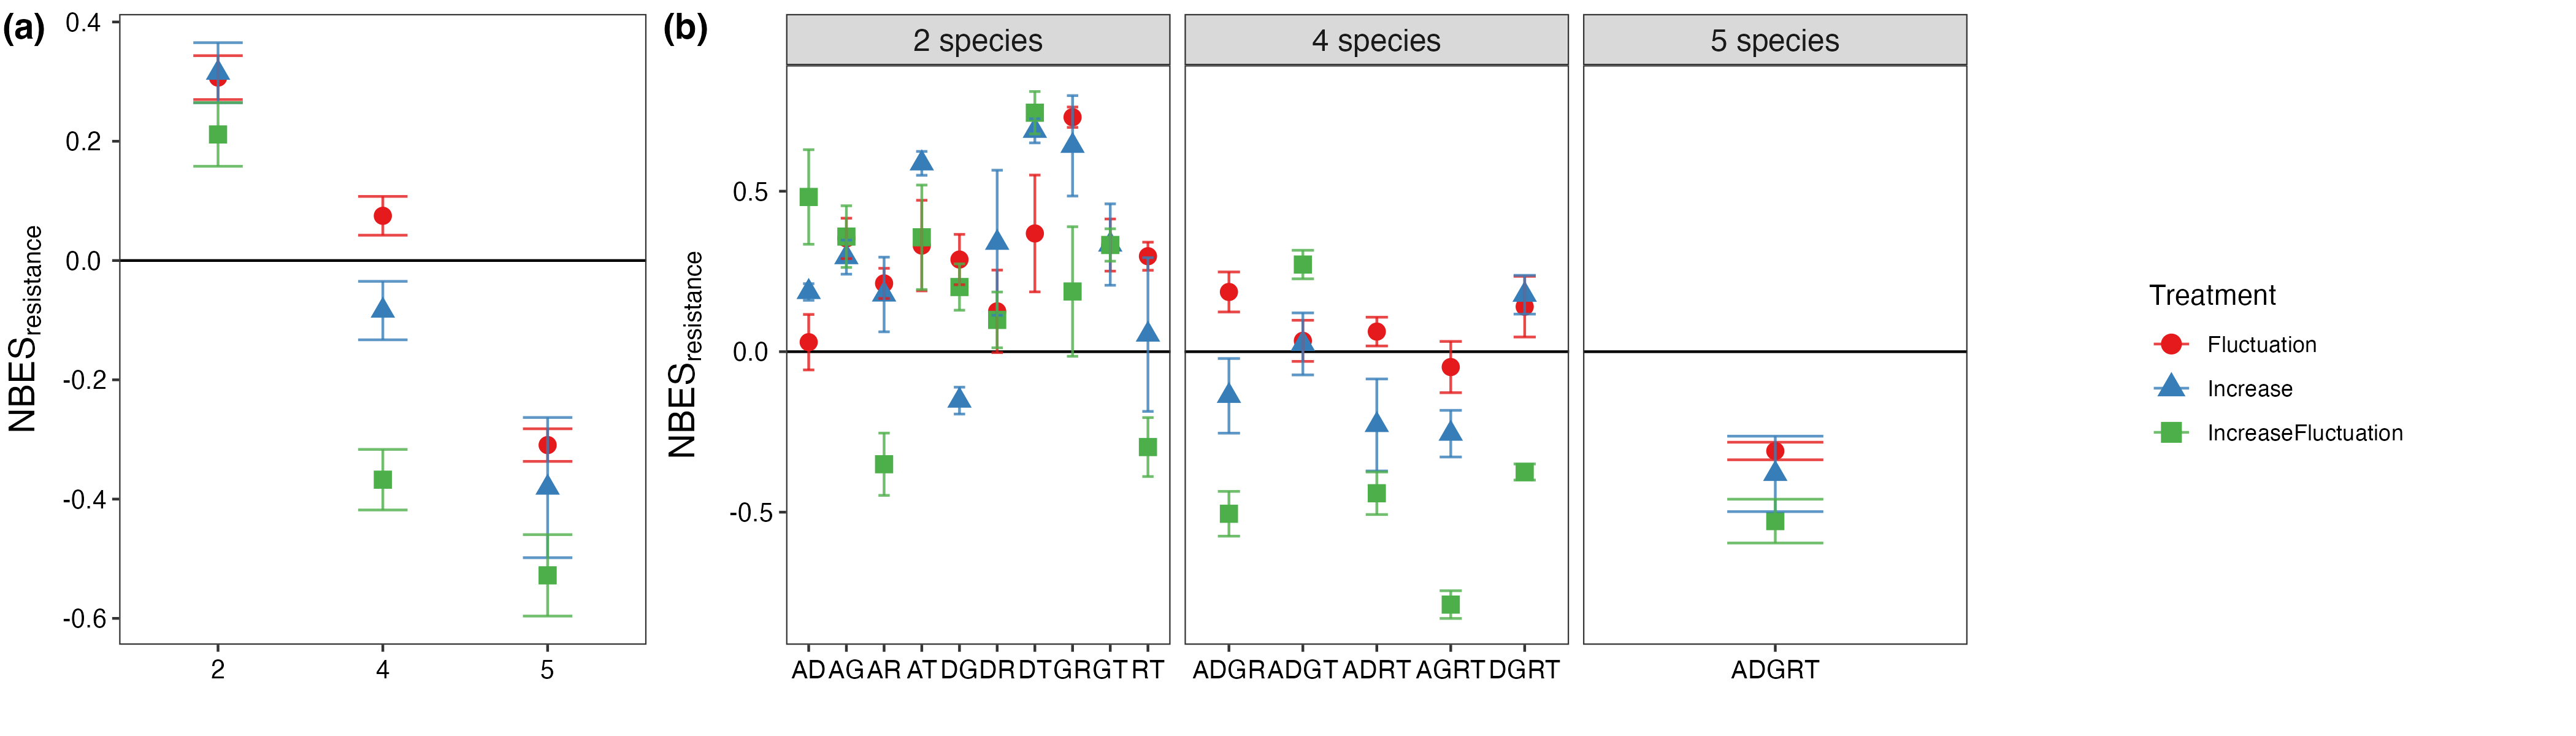 (a)
NBESresistance
0.4
0.2
0.0
-0.2
-0.4
-0.6
2 4 5
(b)
NBESresistance
2 species 4 species 5 species
0.5
0.0
-0.5
AD AG AR AT DG DR DT GR GT RT
ADGR ADGT ADRT AGRT DGRT
ADGRT
Treatment
Fluctuation
Increase
IncreaseFluctuation